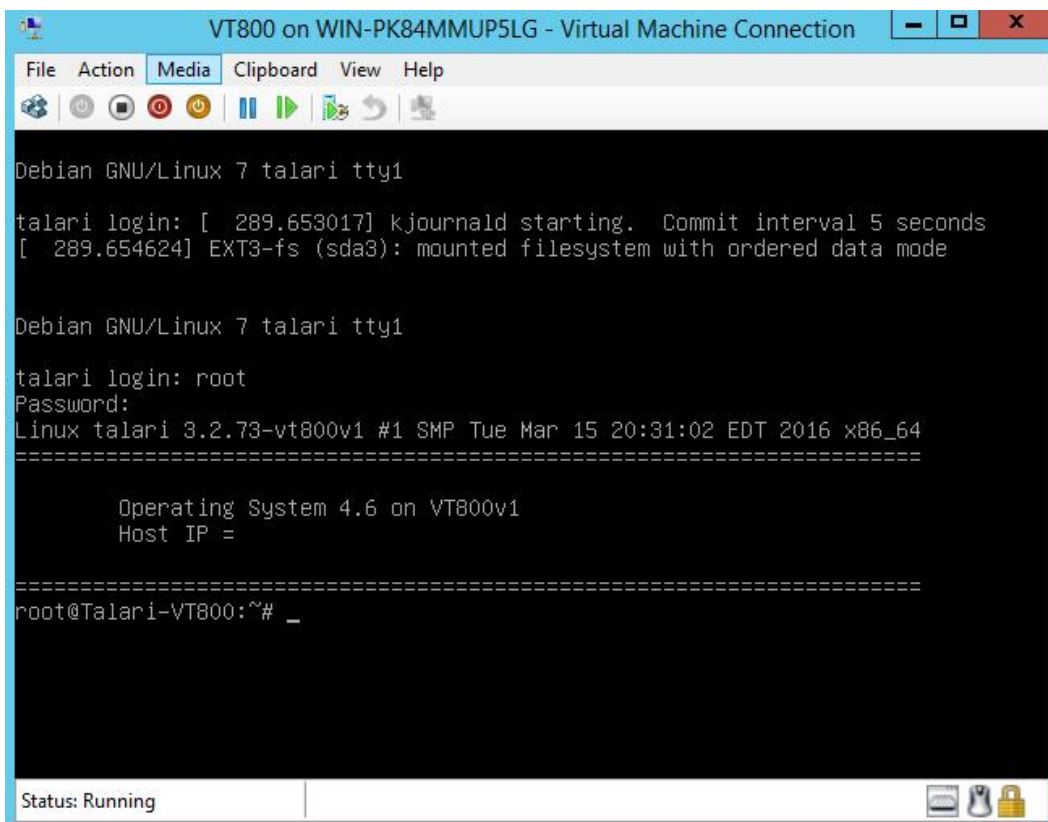 VT800 on WIN-PK84MMUP5LG - Virtual Machine Connection
File Action Media Clipboard View Help
Debian GNU/Linux 7 talari tty1
talari login: [  289.653017] kjournald starting.  Commit interval 5 seconds
[  289.654624] EXT3-fs (sda3): mounted filesystem with ordered data mode
Debian GNU/Linux 7 talari tty1
talari login: root
Password:
Linux talari 3.2.73-vt800v1 #1 SMP Tue Mar 15 20:31:02 EDT 2016 x86_64
======================================================================
Operating System 4.6 on VT800v1
Host IP =
======================================================================
root@Talari-VT800:~# _
Status: Running